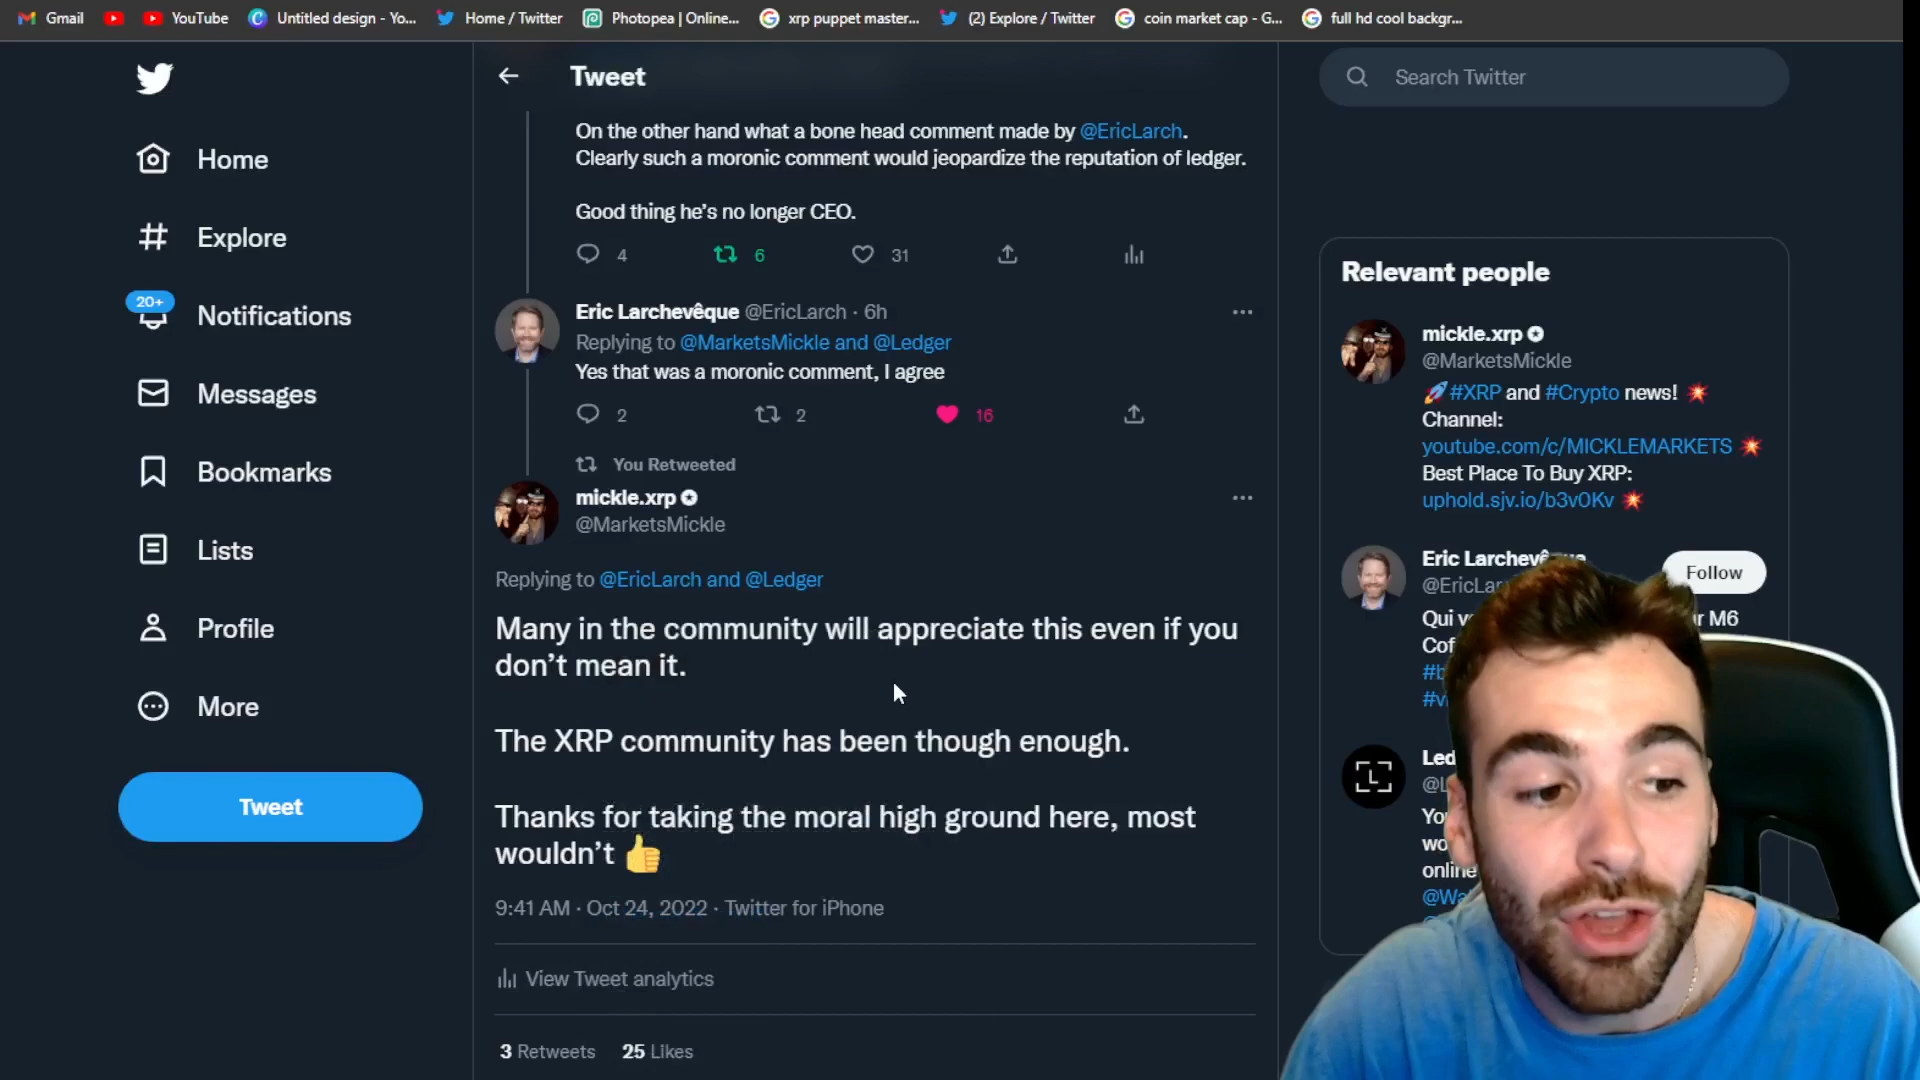 Gmail YouTube Untitled design - Yo... Home / Twitter Photopea | Online... xrp puppet master... (2) Explore / Twitter coin market cap - G... full hd cool backgr...
Tweet
Search Twitter
Home
Explore
20+
Notifications
Messages
Bookmarks
Lists
Profile
More
Tweet
On the other hand what a bone head comment made by @EricLarch.
Clearly such a moronic comment would jeopardize the reputation of ledger.
Good thing he's no longer CEO.
4 6 31
Eric Larchevêque @EricLarch · 6h
Replying to @MarketsMickle and @Ledger
Yes that was a moronic comment, I agree
2 2 16
You Retweeted
mickle.xrp
@MarketsMickle
Replying to @EricLarch and @Ledger
Many in the community will appreciate this even if you
don't mean it.
The XRP community has been though enough.
Thanks for taking the moral high ground here, most
wouldn't 👍
9:41 AM · Oct 24, 2022 · Twitter for iPhone
View Tweet analytics
3 Retweets 25 Likes
Relevant people
mickle.xrp
@MarketsMickle
🚀#XRP and #Crypto news! 💥
Channel:
youtube.com/c/MICKLEMARKETS 💥
Best Place To Buy XRP:
uphold.sjv.io/b3v0Kv 💥
Eric
Follow
M6
online